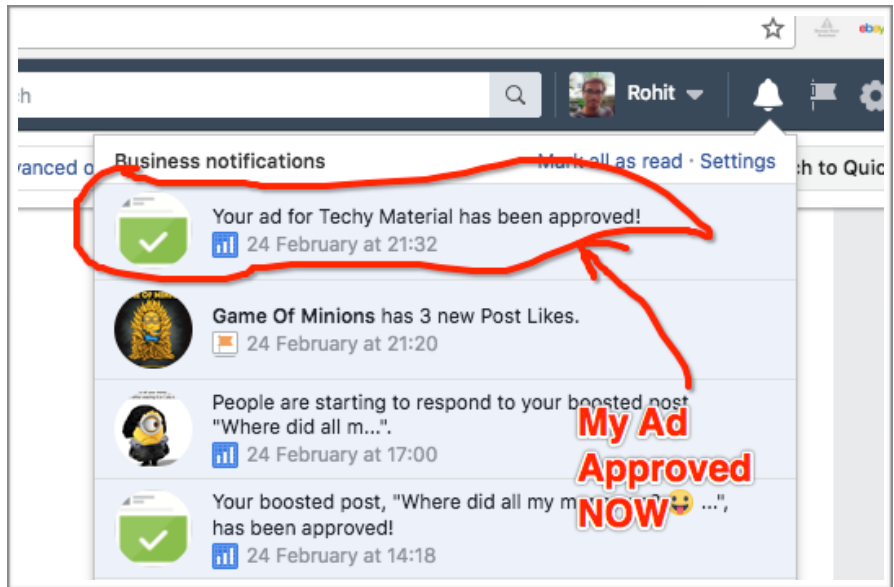 ebay
h
Rohit
vanced o
Business notifications
Mark all as read · Settings
ch to Quic
Your ad for Techy Material has been approved!
24 February at 21:32
Game Of Minions has 3 new Post Likes.
24 February at 21:20
People are starting to respond to your boosted post
"Where did all m...".
24 February at 17:00
Your boosted post, "Where did all my m 😛 ...",
has been approved!
24 February at 14:18
My Ad
Approved
NOW